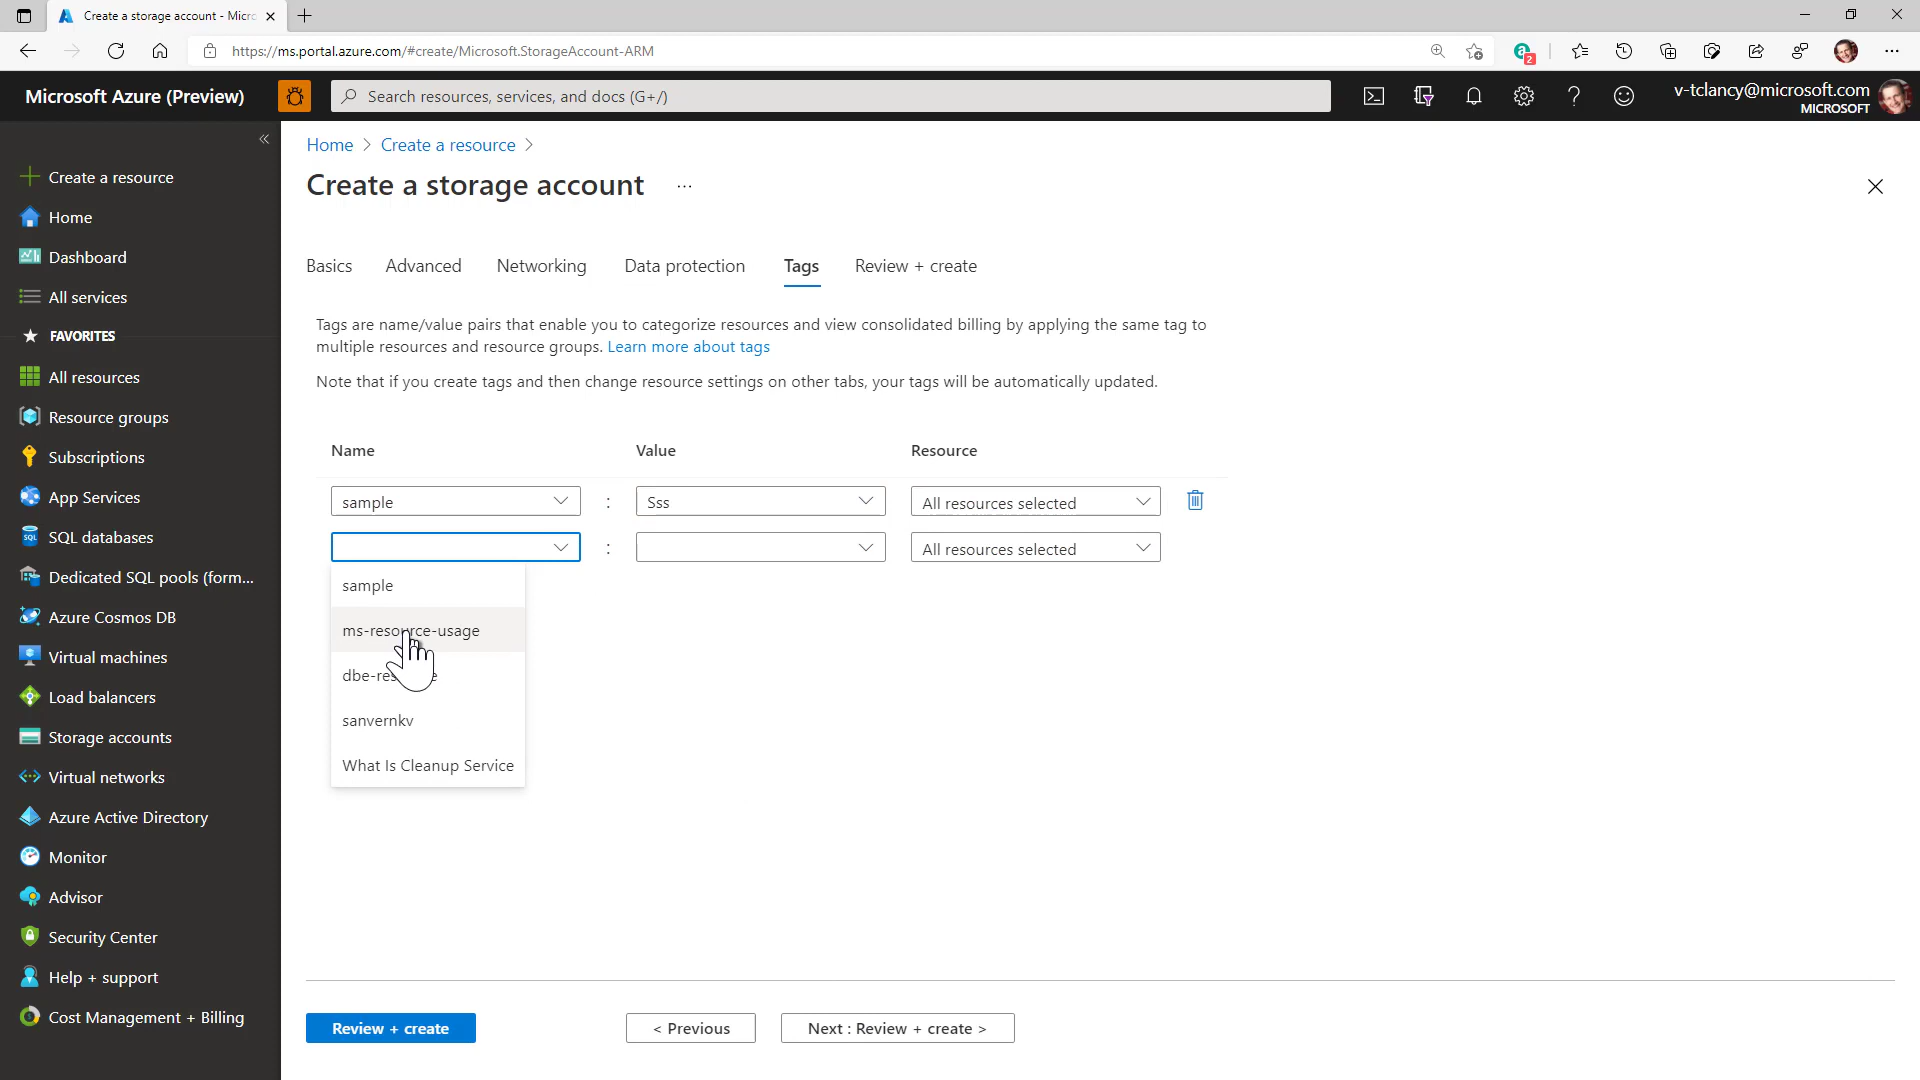 Create a storage account - Micr
https://ms.portal.azure.com/#create/Microsoft.StorageAccount-ARM
2
Microsoft Azure (Preview)
Search resources, services, and docs (G+/)
v-tclancy@microsoft.com
MICROSOFT
Create a resource
Home
Dashboard
All services
FAVORITES
All resources
Resource groups
Subscriptions
App Services
SQL databases
Dedicated SQL pools (form...
Azure Cosmos DB
Virtual machines
Load balancers
Storage accounts
Virtual networks
Azure Active Directory
Monitor
Advisor
Security Center
Help + support
Cost Management + Billing
Home > Create a resource >
Create a storage account ...
Basics Advanced Networking Data protection Tags Review + create
Tags are name/value pairs that enable you to categorize resources and view consolidated billing by applying the same tag to
multiple resources and resource groups. Learn more about tags
Note that if you create tags and then change resource settings on other tabs, your tags will be automatically updated.
Name Value Resource
sample : Sss All resources selected
: All resources selected
sample
ms-resource-usage
sanvernkv
What Is Cleanup Service
Review + create < Previous Next : Review + create >